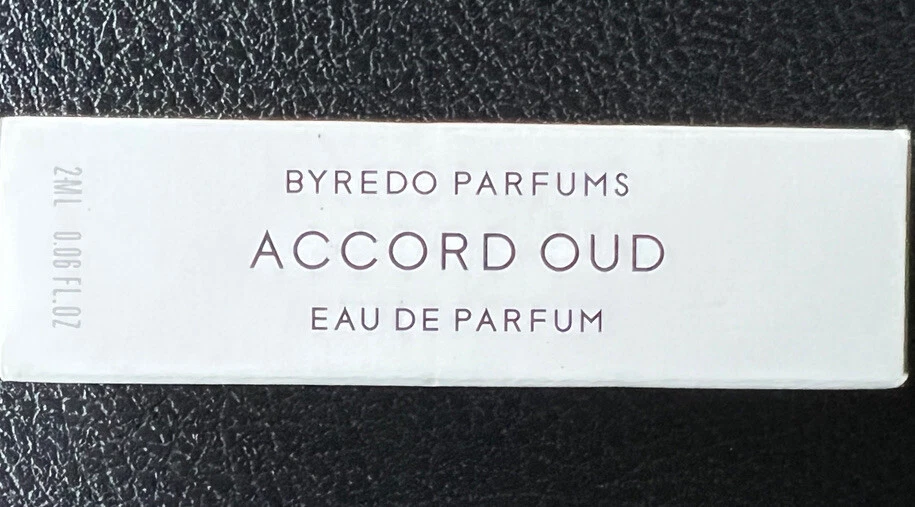 BYREDO PARFUMS
ACCORD OUD
EAU DE PARFUM
2ML 0.06 FL.OZ